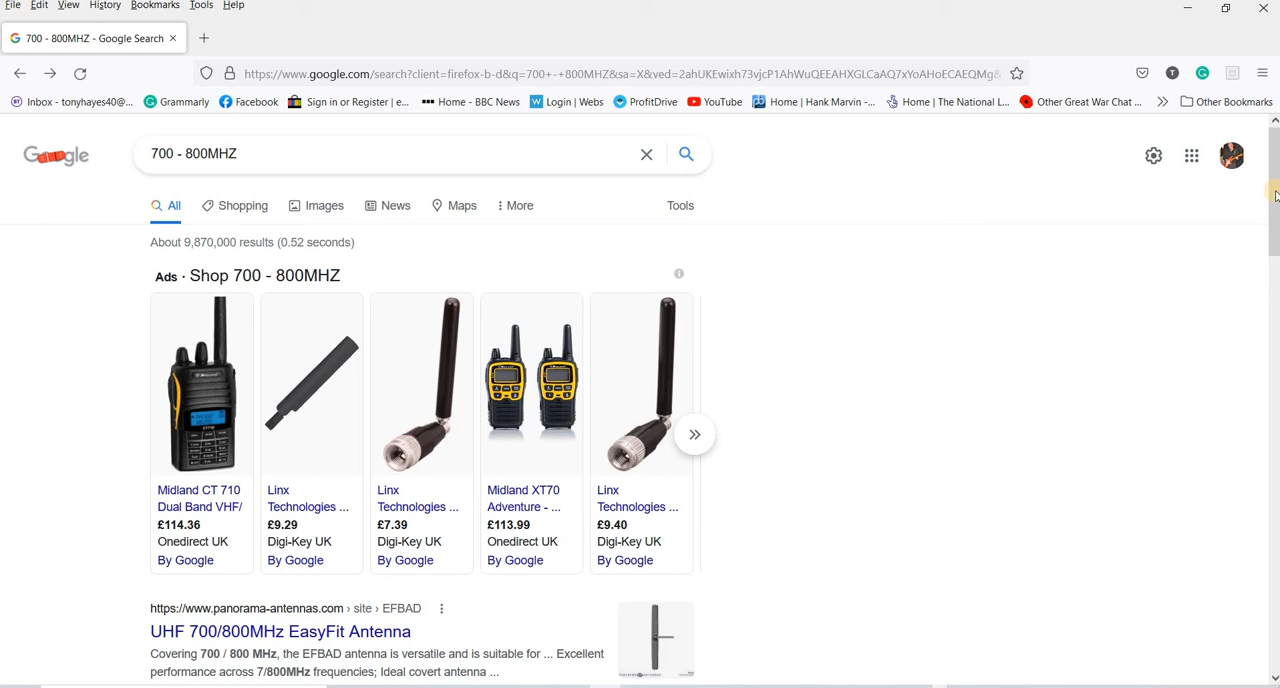 File Edit View History Bookmarks Tools Help
700 - 800MHZ - Google Search
https://www.google.com/search?client=firefox-b-d&q=700+-+800MHZ&sa=X&ved=2ahUKEwixh73vjcP1AhWuQEEAHXGLCaAQ7xYoAHoECAEQMg&
Inbox - tonyhayes40@... Grammarly Facebook Sign in or Register | e... Home - BBC News Login | Webs ProfitDrive YouTube Home | Hank Marvin -... Home | The National L... Other Great War Chat ... Other Bookmarks
Google 700 - 800MHZ
All Shopping Images News Maps More Tools
About 9,870,000 results (0.52 seconds)
Ads · Shop 700 - 800MHZ
Midland CT 710
Dual Band VHF/
£114.36
Onedirect UK
By Google
Linx
Technologies ...
£9.29
Digi-Key UK
By Google
Linx
Technologies ...
£7.39
Digi-Key UK
By Google
Midland XT70
Adventure - ...
£113.99
Onedirect UK
By Google
Linx
Technologies ...
£9.40
Digi-Key UK
By Google
https://www.panorama-antennas.com › site › EFBAD
UHF 700/800MHz EasyFit Antenna
Covering 700 / 800 MHz, the EFBAD antenna is versatile and is suitable for ... Excellent
performance across 7/800MHz frequencies; Ideal covert antenna ...